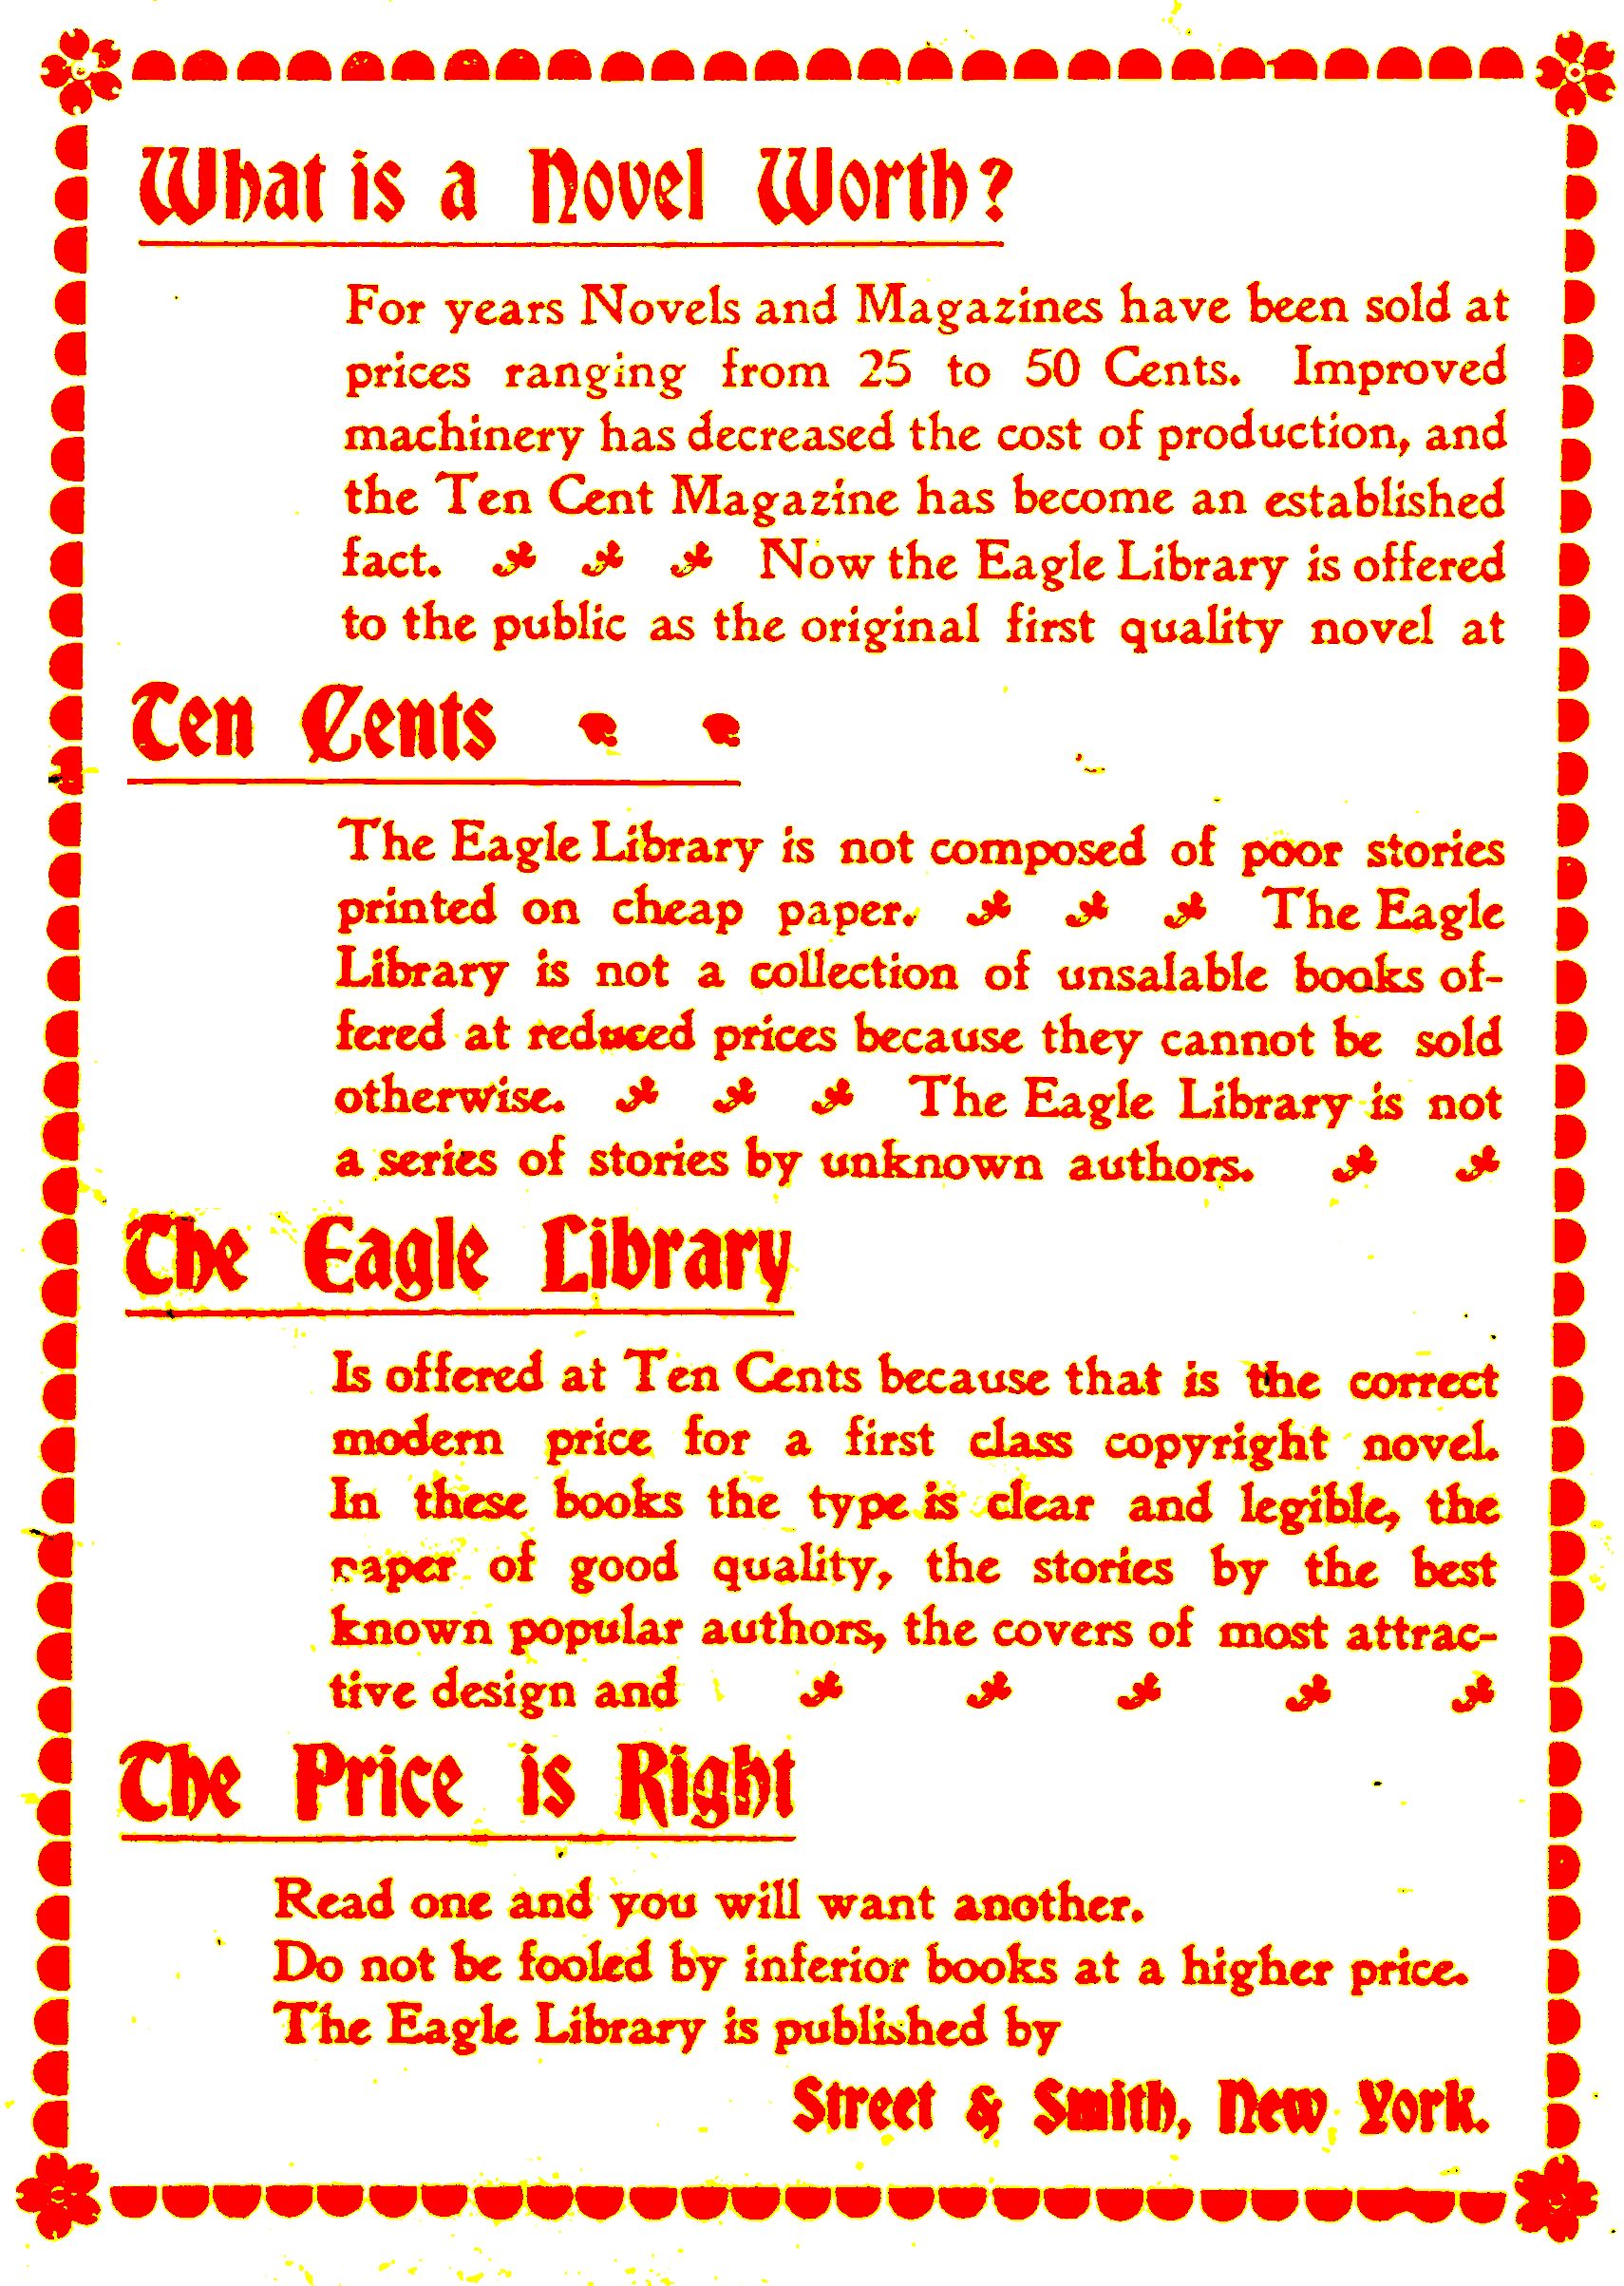 What is a Novel Worth?
For years Novels and Magazines have been sold at
prices ranging from 25 to 50 Cents. Improved
machinery has decreased the cost of production, and
the Ten Cent Magazine has become an established
fact. Now the Eagle Library is offered
to the public as the original first quality novel at
Ten Cents
The Eagle Library is not composed of poor stories
printed on cheap paper. The Eagle
Library is not a collection of unsalable books of-
fered at reduced prices because they cannot be sold
otherwise. The Eagle Library is not
a series of stories by unknown authors.
The Eagle Library
Is offered at Ten Cents because that is the correct
modern price for a first class copyright novel.
In these books the type is clear and legible, the
paper of good quality, the stories by the best
known popular authors, the covers of most attrac-
tive design and
The Price is Right
Read one and you will want another.
Do not be fooled by inferior books at a higher price.
The Eagle Library is published by
Street & Smith, New York.